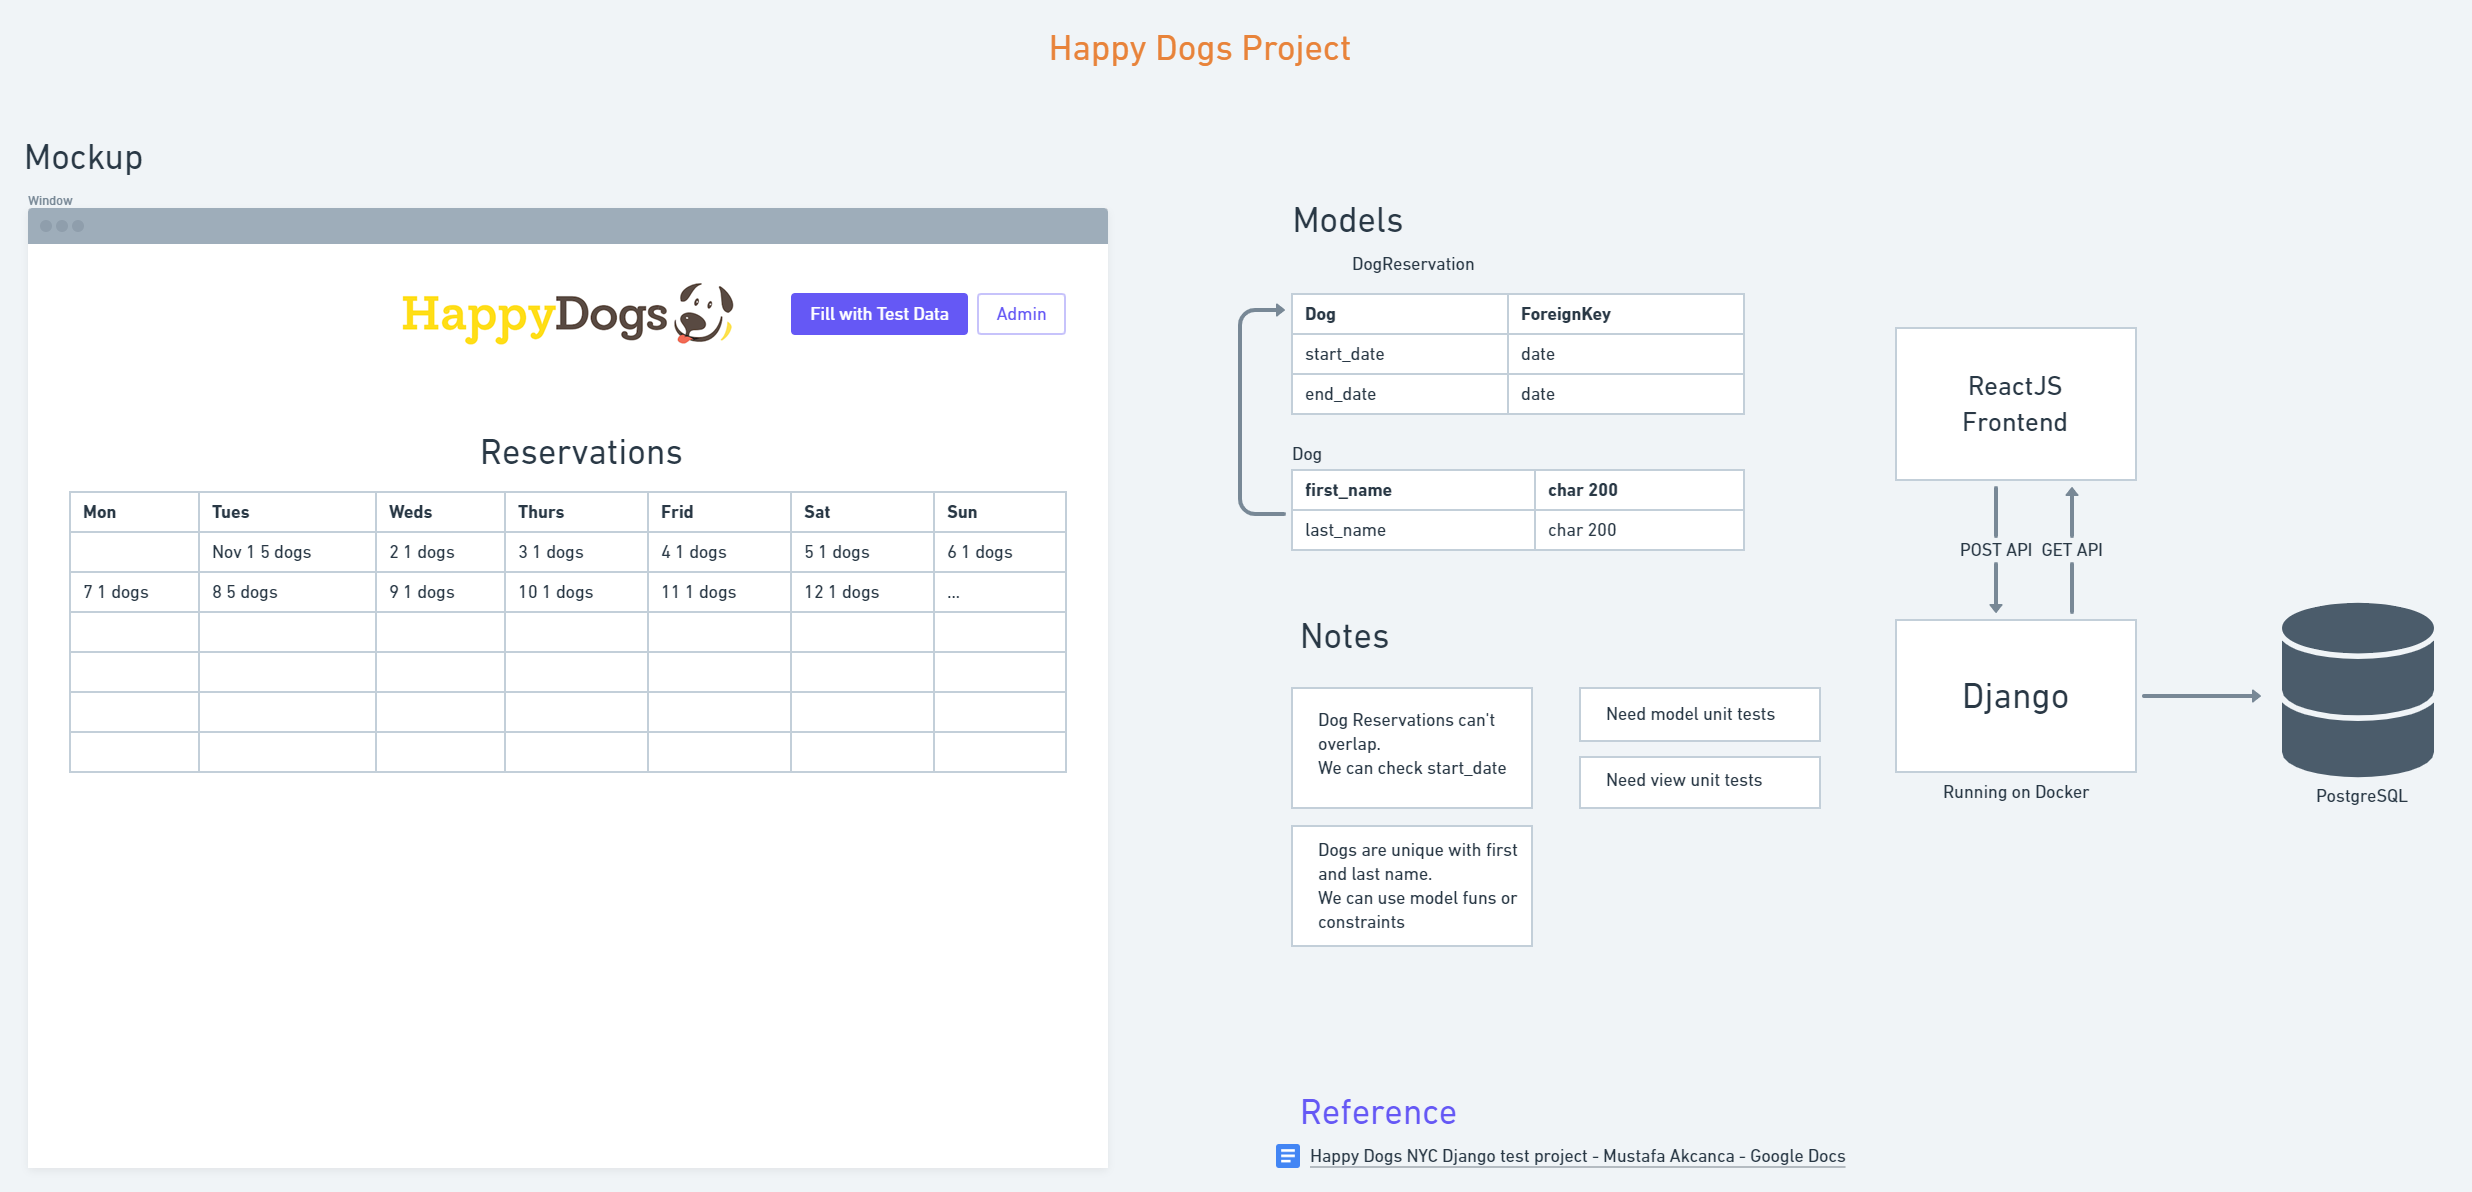 Happy Dogs Project
Mockup
Window
HappyDogs
Fill with Test Data
Admin
Reservations
Mon Tues Weds Thurs Frid Sat Sun
Nov 1 5 dogs 2 1 dogs 3 1 dogs 4 1 dogs 5 1 dogs 6 1 dogs
7 1 dogs 8 5 dogs 9 1 dogs 10 1 dogs 11 1 dogs 12 1 dogs ...
Models
DogReservation
Dog ForeignKey
start_date date
end_date date
Dog
first_name char 200
last_name char 200
Notes
Dog Reservations can't
overlap.
We can check start_date
Need model unit tests
Need view unit tests
Dogs are unique with first
and last name.
We can use model funs or
constraints
ReactJS
Frontend
POST API GET API
Django
Running on Docker
PostgreSQL
Reference
Happy Dogs NYC Django test project - Mustafa Akcanca - Google Docs